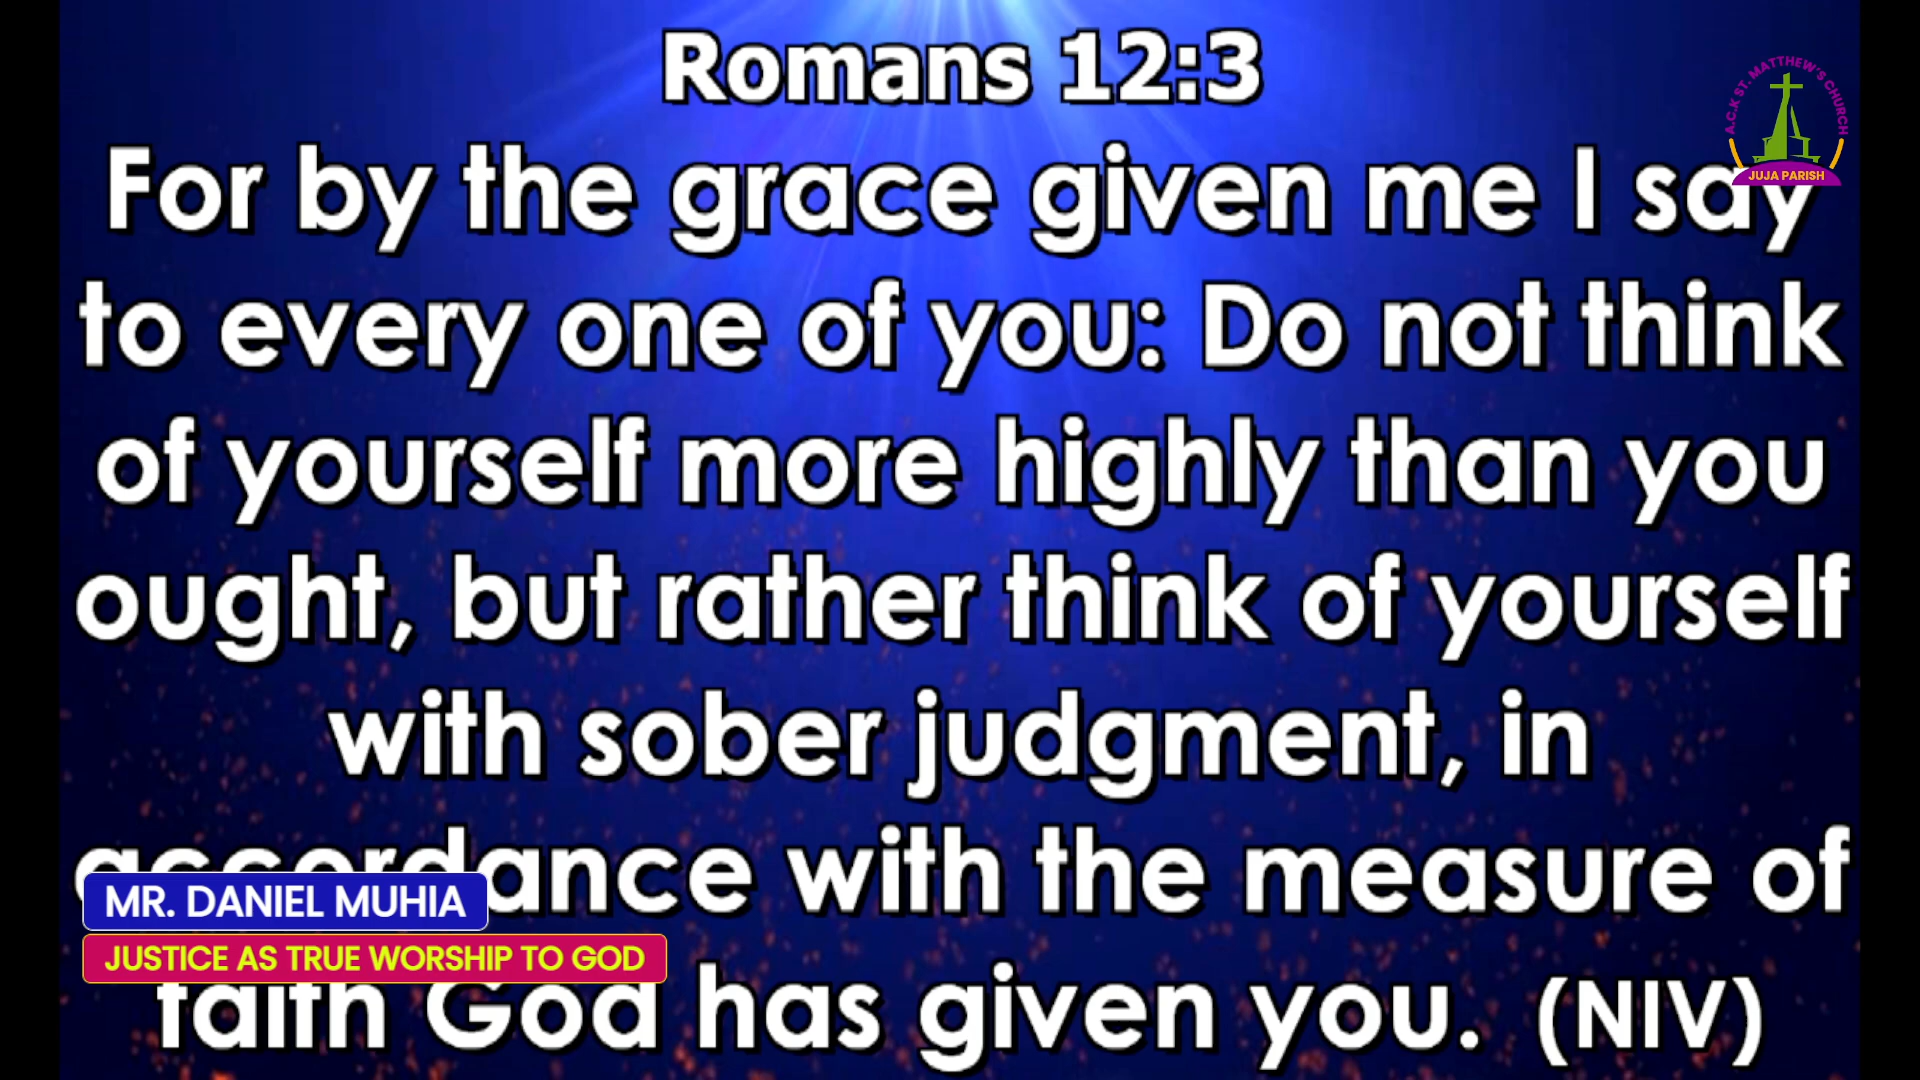 Romans 12:3
A.C.K ST. MATTHEW'S CHURCH
JUJA PARISH
For by the grace given me I say
to every one of you: Do not think
of yourself more highly than you
ought, but rather think of yourself
with sober judgment, in
accordance with the measure of
MR. DANIEL MUHIA
JUSTICE AS TRUE WORSHIP TO GOD
faith God has given you. (NIV)